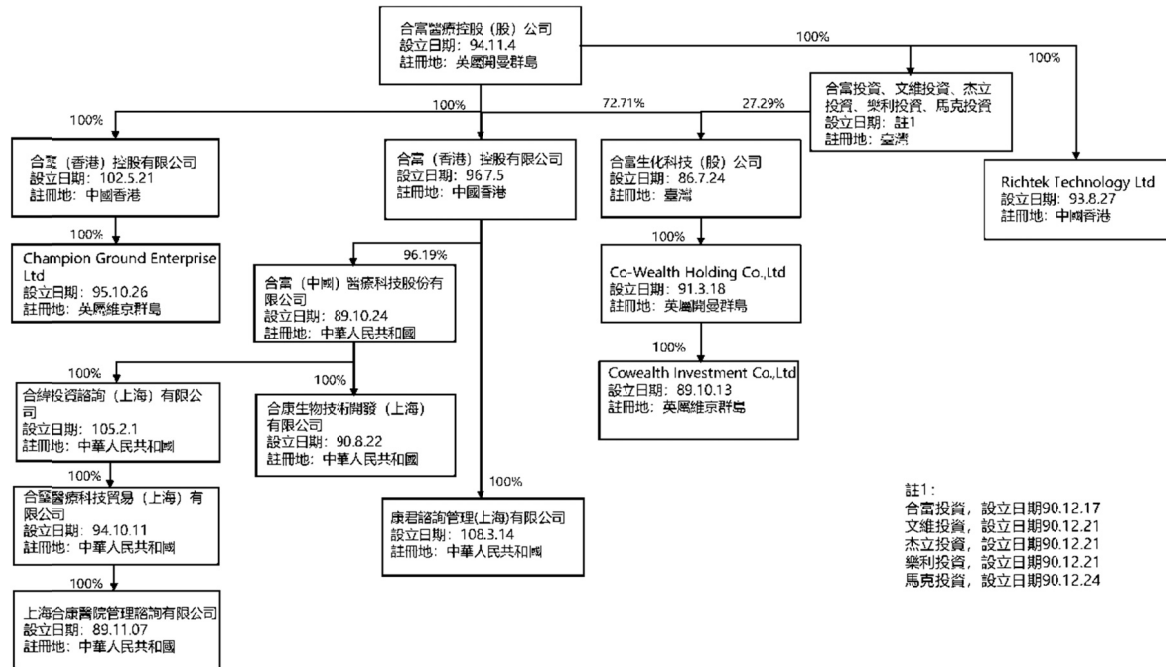 合富醫療控股（股）公司
設立日期：94.11.4
註冊地：英屬開曼群島
100%
100%
合富投資、文維投資、杰立
投資、樂利投資、馬克投資
設立日期：註1
註冊地：臺灣
100%
100%
72.71%
27.29%
合䨇（香港）控股有限公司
設立日期：102.5.21
註冊地：中國香港
合富（香港）控股有限公司
設立日期：967.5
註冊地：中國香港
合富生化科技（股）公司
設立日期：86.7.24
註冊地：臺灣
Richtek Technology Ltd
設立日期：93.8.27
註冊地：中國香港
100%
Champion Ground Enterprise
Ltd
設立日期：95.10.26
註冊地：英屬維京群島
96.19%
合富（中國）醫療科技股份有
限公司
設立日期：89.10.24
註冊地：中華人民共和國
100%
Co-Wealth Holding Co.,Ltd
設立日期：91.3.18
註冊地：英屬開曼群島
100%
Cowealth Investment Co.,Ltd
設立日期：89.10.13
註冊地：英屬維京群島
100%
合緯投資諮詢（上海）有限公
司
設立日期：105.2.1
註冊地：中華人民共和國
100%
合康生物技術開發（上海）
有限公司
設立日期：90.8.22
註冊地：中華人民共和國
100%
醫療科技貿易（上海）有
限公司
設立日期：94.10.11
註冊地：中華人民共和國
100%
康君諮詢管理(上海)有限公司
設立日期：108.3.14
註冊地：中華人民共和國
100%
上海合康醫院管理諮詢有限公司
設立日期：89.11.07
註冊地：中華人民共和國
註1：
合富投資，設立日期90.12.17
文維投資，設立日期90.12.21
杰立投資，設立日期90.12.21
樂利投資，設立日期90.12.21
馬克投資，設立日期90.12.24